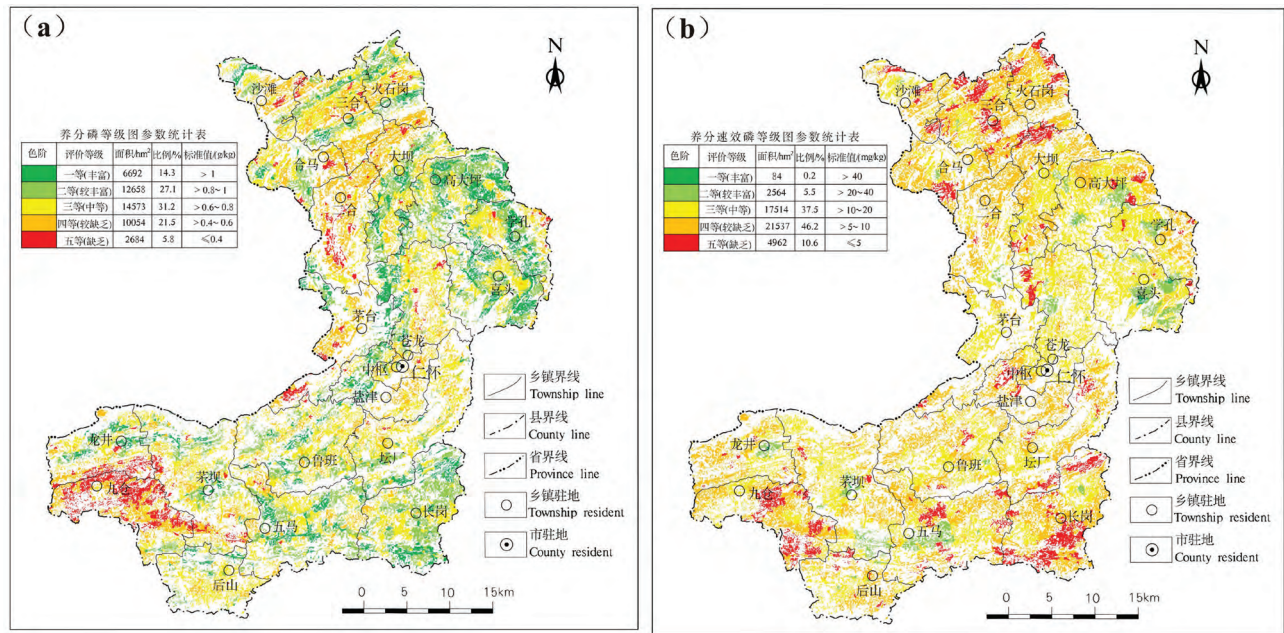 (a)
N
沙滩
火石岗
三合
养分磷等级图参数统计表
色阶 评价等级 面积/hm² 比例/% 标准值/(g/kg)
一等(丰富) 6692 14.3 >1
二等(较丰富) 12658 27.1 >0.8~1
三等(中等) 14573 31.2 >0.6~0.8
四等(较缺乏) 10054 21.5 >0.4~0.6
五等(缺乏) 2684 5.8 ≤0.4
合马
大坝
高大坪
二合
学孔
喜头
茅台
苍龙
中枢
仁怀
盐津
龙井
鲁班
坛厂
九仓
茅坝
五马
长岗
后山
乡镇界线
Township line
县界线
County line
省界线
Province line
乡镇驻地
Township resident
市驻地
County resident
0 5 10 15km
(b)
N
沙滩
火石岗
三合
养分速效磷等级图参数统计表
色阶 评价等级 面积/hm² 比例/% 标准值/(mg/kg)
一等(丰富) 84 0.2 >40
二等(较丰富) 2564 5.5 >20~40
三等(中等) 17514 37.5 >10~20
四等(较缺乏) 21537 46.2 >5~10
五等(缺乏) 4962 10.6 ≤5
合马
大坝
高大坪
二合
学孔
喜头
茅台
苍龙
中枢
仁怀
盐津
龙井
鲁班
坛厂
九仓
茅坝
五马
长岗
后山
乡镇界线
Township line
县界线
County line
省界线
Province line
乡镇驻地
Township resident
市驻地
County resident
0 5 10 15km